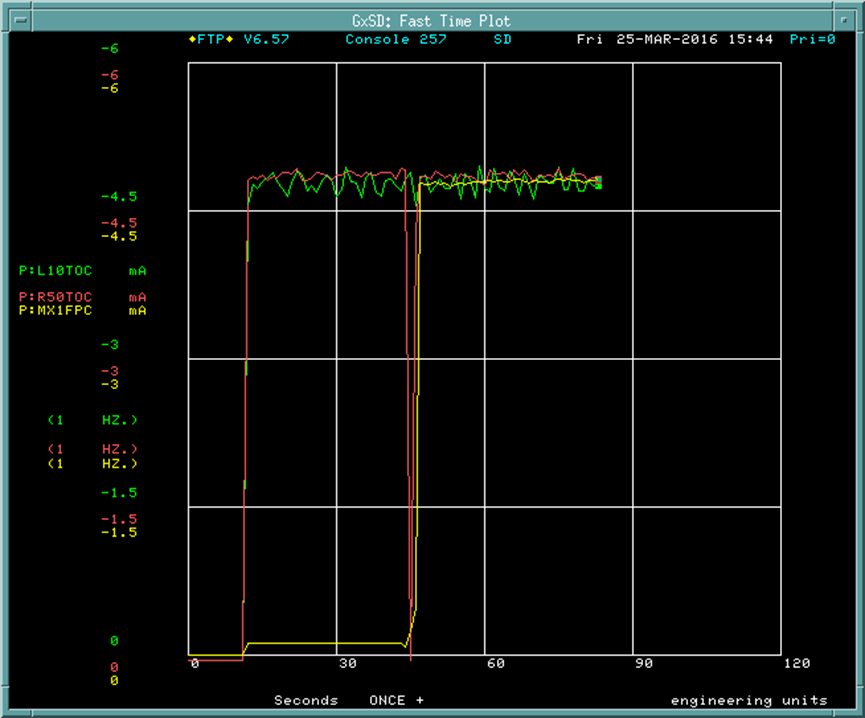 GxSD: Fast Time Plot
◆FTP◆ V6.57 Console 257 SD Fri 25-MAR-2016 15:44 Pri=0
-6
-6
-6
-4.5
-4.5
-4.5
P:L10TOC mA
P:R50TOC mA
P:MX1FPC mA
-3
-3
-3
(1 HZ.)
(1 HZ.)
(1 HZ.)
-1.5
-1.5
-1.5
0
0
0
0 30 60 90 120
Seconds ONCE + engineering units